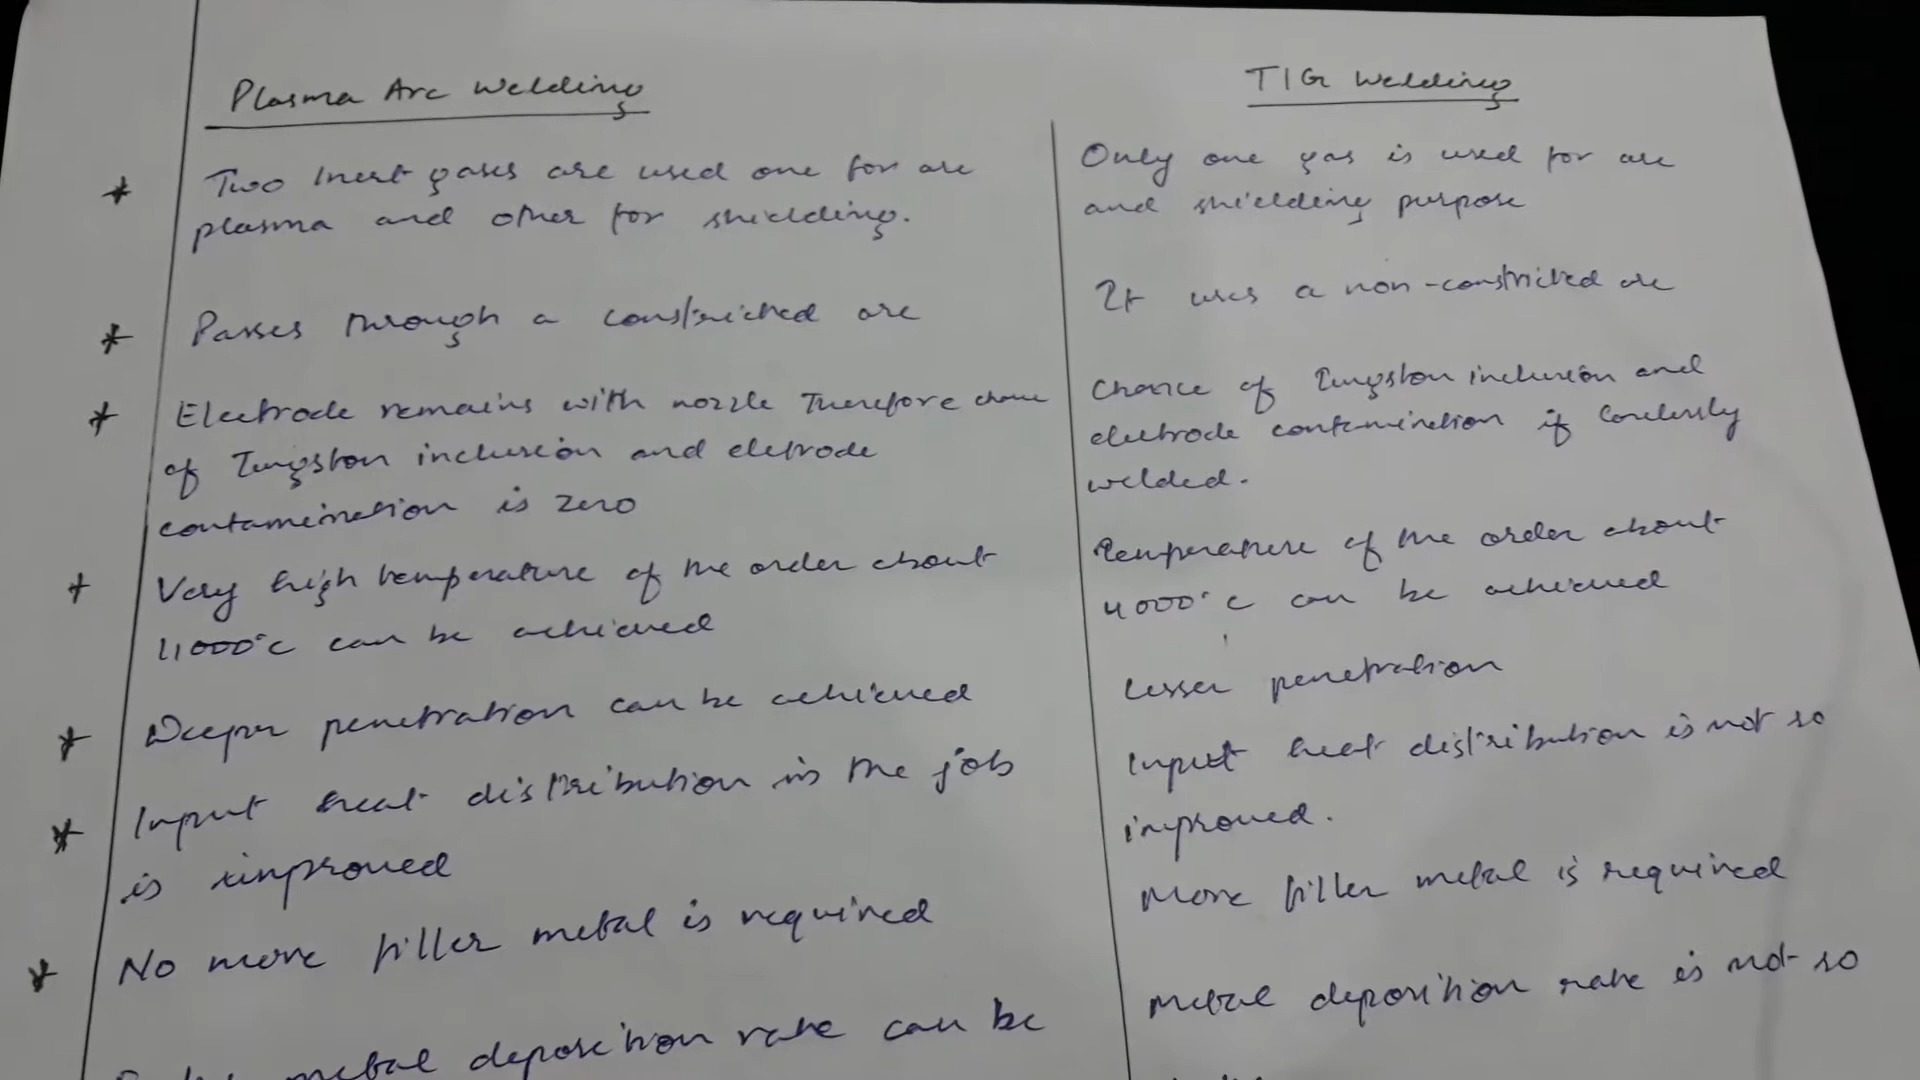 Plasma Arc Welding
* Two Inert gases are used one for arc
plasma and other for shielding.
* Passes through a constricted arc
* Electrode remains with nozzle Therefore chance
of Tungston inclusion and eletrode
contamination is zero
* Very high temperature of the order about
11000°C can be achieved
* Deeper penetration can be achieved
* Input heat distribution in the job
is improved
* No more filler metal is required
metal deposition rate can be
TIG Welding
Only one gas is used for arc
and shielding purpose
It uses a non-constricted arc
Chance of Tungston inclusion and
electrode contamination if Carelessly
welded.
temperature of the order about
4000°C can be achieved
Lesser penetration
Input heat distribution is not so
improved.
More filler metal is required
Metal deposition rate is not so